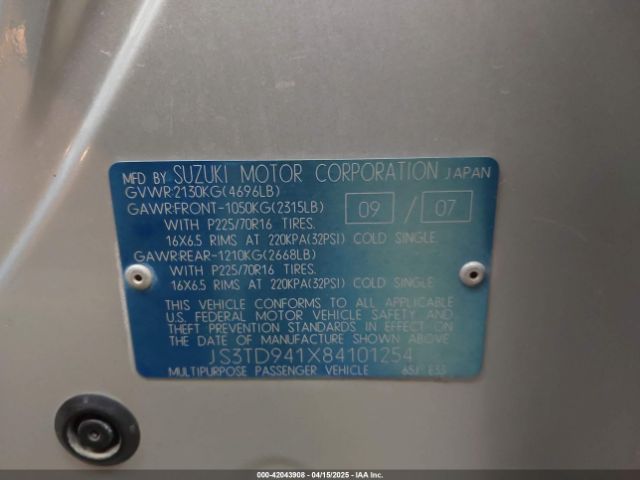 MFD BY SUZUKI MOTOR CORPORATION JAPAN
GVWR:2130KG(4696LB)
GAWR:FRONT-1050KG(2315LB) 09 / 07
WITH P225/70R16 TIRES.
16X6.5 RIMS AT 220KPA(32PSI) COLD SINGLE.
GAWR:REAR-1210KG(2668LB)
WITH P225/70R16 TIRES.
16X6.5 RIMS AT 220KPA(32PSI) COLD SINGLE.
THIS VEHICLE CONFORMS TO ALL APPLICABLE
U.S. FEDERAL MOTOR VEHICLE SAFETY AND
THEFT PREVENTION STANDARDS IN EFFECT ON
THE DATE OF MANUFACTURE SHOWN ABOVE
JS3TD941X84101254
MULTIPURPOSE PASSENGER VEHICLE
000-42043908 - 04/15/2025 - IAA, Inc.